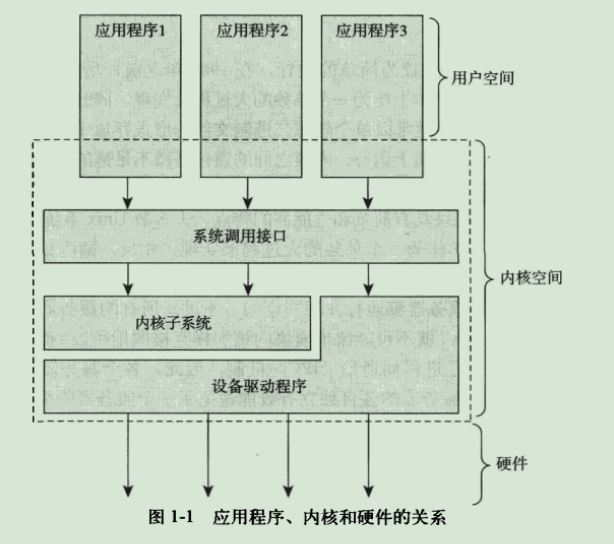 应用程序1
应用程序2
应用程序3
用户空间
系统调用接口
内核空间
内核子系统
设备驱动程序
硬件
图 1-1 应用程序、内核和硬件的关系